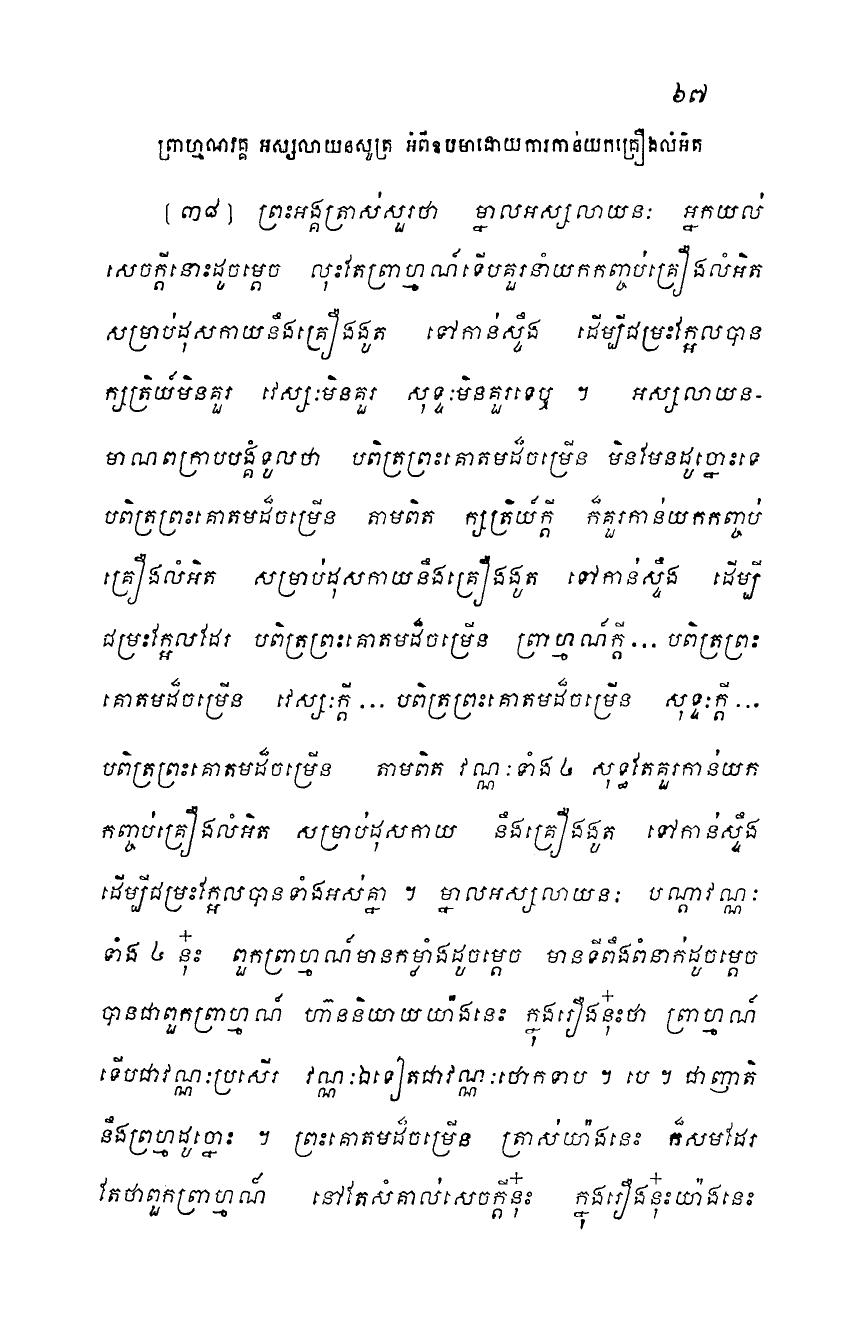 ៦៧
ព្រាហ្មណវគ្គ អស្សលាយនសូត្រ អំពីឧបមាដោយការកាន់យកគ្រឿងលំអិត
[៣៨] ព្រះអង្គត្រាស់សួរថា ម្នាលអស្សលាយនៈ អ្នកយល់
សេចក្តីនោះដូចម្តេច លុះតែព្រាហ្មណ៍ទើបគួរនាំយកកញ្ចប់គ្រឿងលំអិត
សម្រាប់ដុសកាយនឹងគ្រឿងងូត ទៅកាន់ស្ទឹង ដើម្បីជម្រះក្អែលបាន
ក្សត្រិយ៍មិនគួរ វេស្សៈមិនគួរ សុទ្ទៈមិនគួរទេឬ ។ អស្សលាយន-
មាណពក្រាបបង្គំទូលថា បពិត្រព្រះគោតមដ៏ចម្រើន មិនមែនដូច្នោះទេ
បពិត្រព្រះគោតមដ៏ចម្រើន តាមពិត ក្សត្រិយ៍ក្តី ក៏គួរកាន់យកកញ្ចប់
គ្រឿងលំអិត សម្រាប់ដុសកាយនឹងគ្រឿងងូត ទៅកាន់ស្ទឹង ដើម្បី
ជម្រះក្អែលដែរ បពិត្រព្រះគោតមដ៏ចម្រើន ព្រាហ្មណ៍ក្តី ... បពិត្រព្រះ
គោតមដ៏ចម្រើន វេស្សៈក្តី ... បពិត្រព្រះគោតមដ៏ចម្រើន សុទ្ទៈក្តី ...
បពិត្រព្រះគោតមដ៏ចម្រើន តាមពិត វណ្ណៈទាំង ៤ សុទ្ធតែគួរកាន់យក
កញ្ចប់គ្រឿងលំអិត សម្រាប់ដុសកាយ នឹងគ្រឿងងូត ទៅកាន់ស្ទឹង
ដើម្បីជម្រះក្អែលបានទាំងអស់គ្នា ។ ម្នាលអស្សលាយនៈ បណ្តាវណ្ណៈ
ទាំង ៤ នុ៎ះ ពួកព្រាហ្មណ៍មានកម្លាំងដូចម្តេច មានទីពឹងពំនាក់ដូចម្តេច
បានជាពួកព្រាហ្មណ៍ ហ៊ាននិយាយយ៉ាងនេះ ក្នុងរឿងនុ៎ះថា ព្រាហ្មណ៍
ទើបជាវណ្ណៈប្រសើរ វណ្ណៈឯទៀតជាវណ្ណៈថោកទាប ។ បេ ។ ជាញាតិ
នឹងព្រហ្មដូច្នោះ ។ ព្រះគោតមដ៏ចម្រើន ត្រាស់យ៉ាងនេះ ក៏សមដែរ
តែថាពួកព្រាហ្មណ៍ នៅតែសំគាល់សេចក្តីនុ៎ះ ក្នុងរឿងនុ៎ះយ៉ាងនេះ